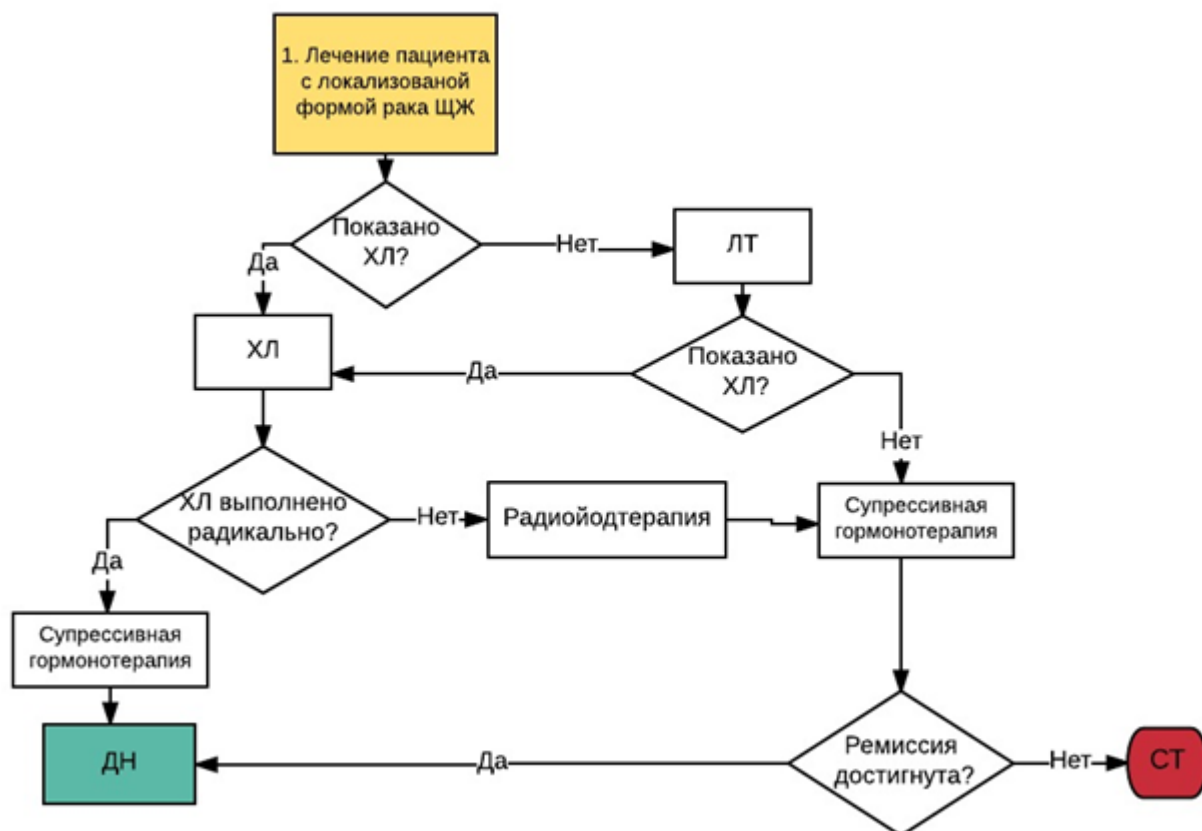 1. Лечение пациента
с локализованой
формой рака ЩЖ
Показано
ХЛ?
Нет
ЛТ
Да
ХЛ
Да
Показано
ХЛ?
Нет
ХЛ выполнено
радикально?
Нет
Радиойодтерапия
Супрессивная
гормонотерапия
Да
Супрессивная
гормонотерапия
ДН
Да
Ремиссия
достигнута?
Нет
СТ